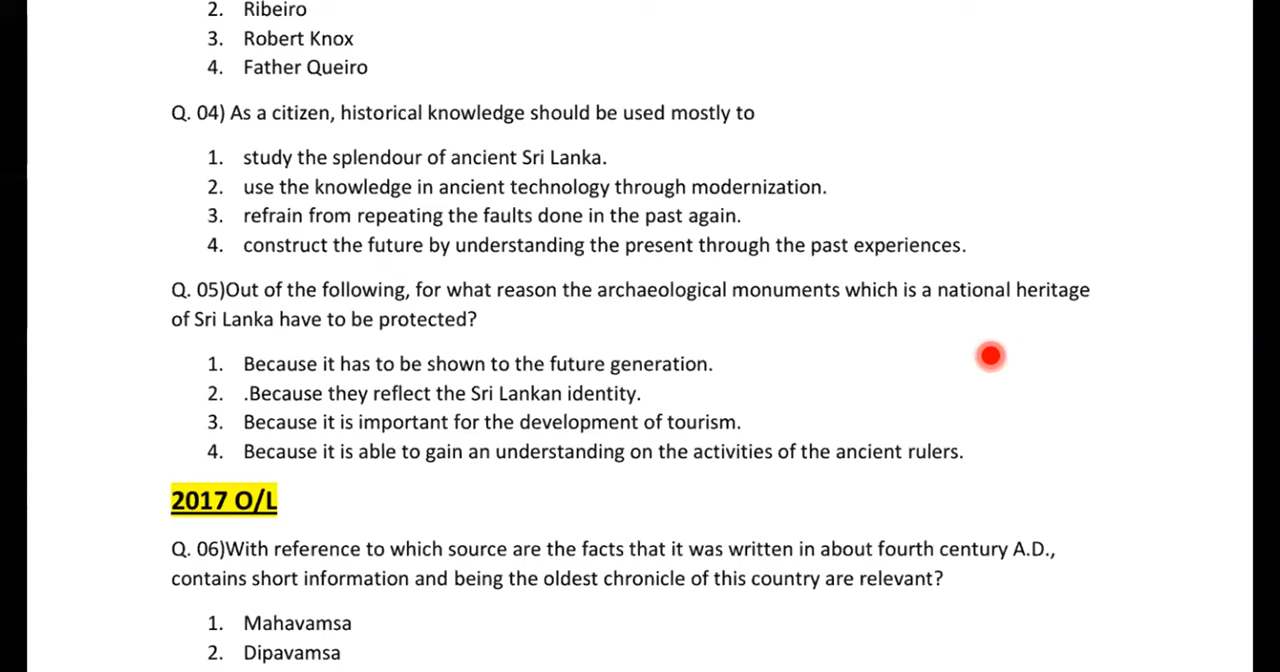 2. Ribeiro
3. Robert Knox
4. Father Queiro
Q. 04) As a citizen, historical knowledge should be used mostly to
1. study the splendour of ancient Sri Lanka.
2. use the knowledge in ancient technology through modernization.
3. refrain from repeating the faults done in the past again.
4. construct the future by understanding the present through the past experiences.
Q. 05)Out of the following, for what reason the archaeological monuments which is a national heritage
of Sri Lanka have to be protected?
1. Because it has to be shown to the future generation.
2. .Because they reflect the Sri Lankan identity.
3. Because it is important for the development of tourism.
4. Because it is able to gain an understanding on the activities of the ancient rulers.
2017 O/L
Q. 06)With reference to which source are the facts that it was written in about fourth century A.D.,
contains short information and being the oldest chronicle of this country are relevant?
1. Mahavamsa
2. Dipavamsa